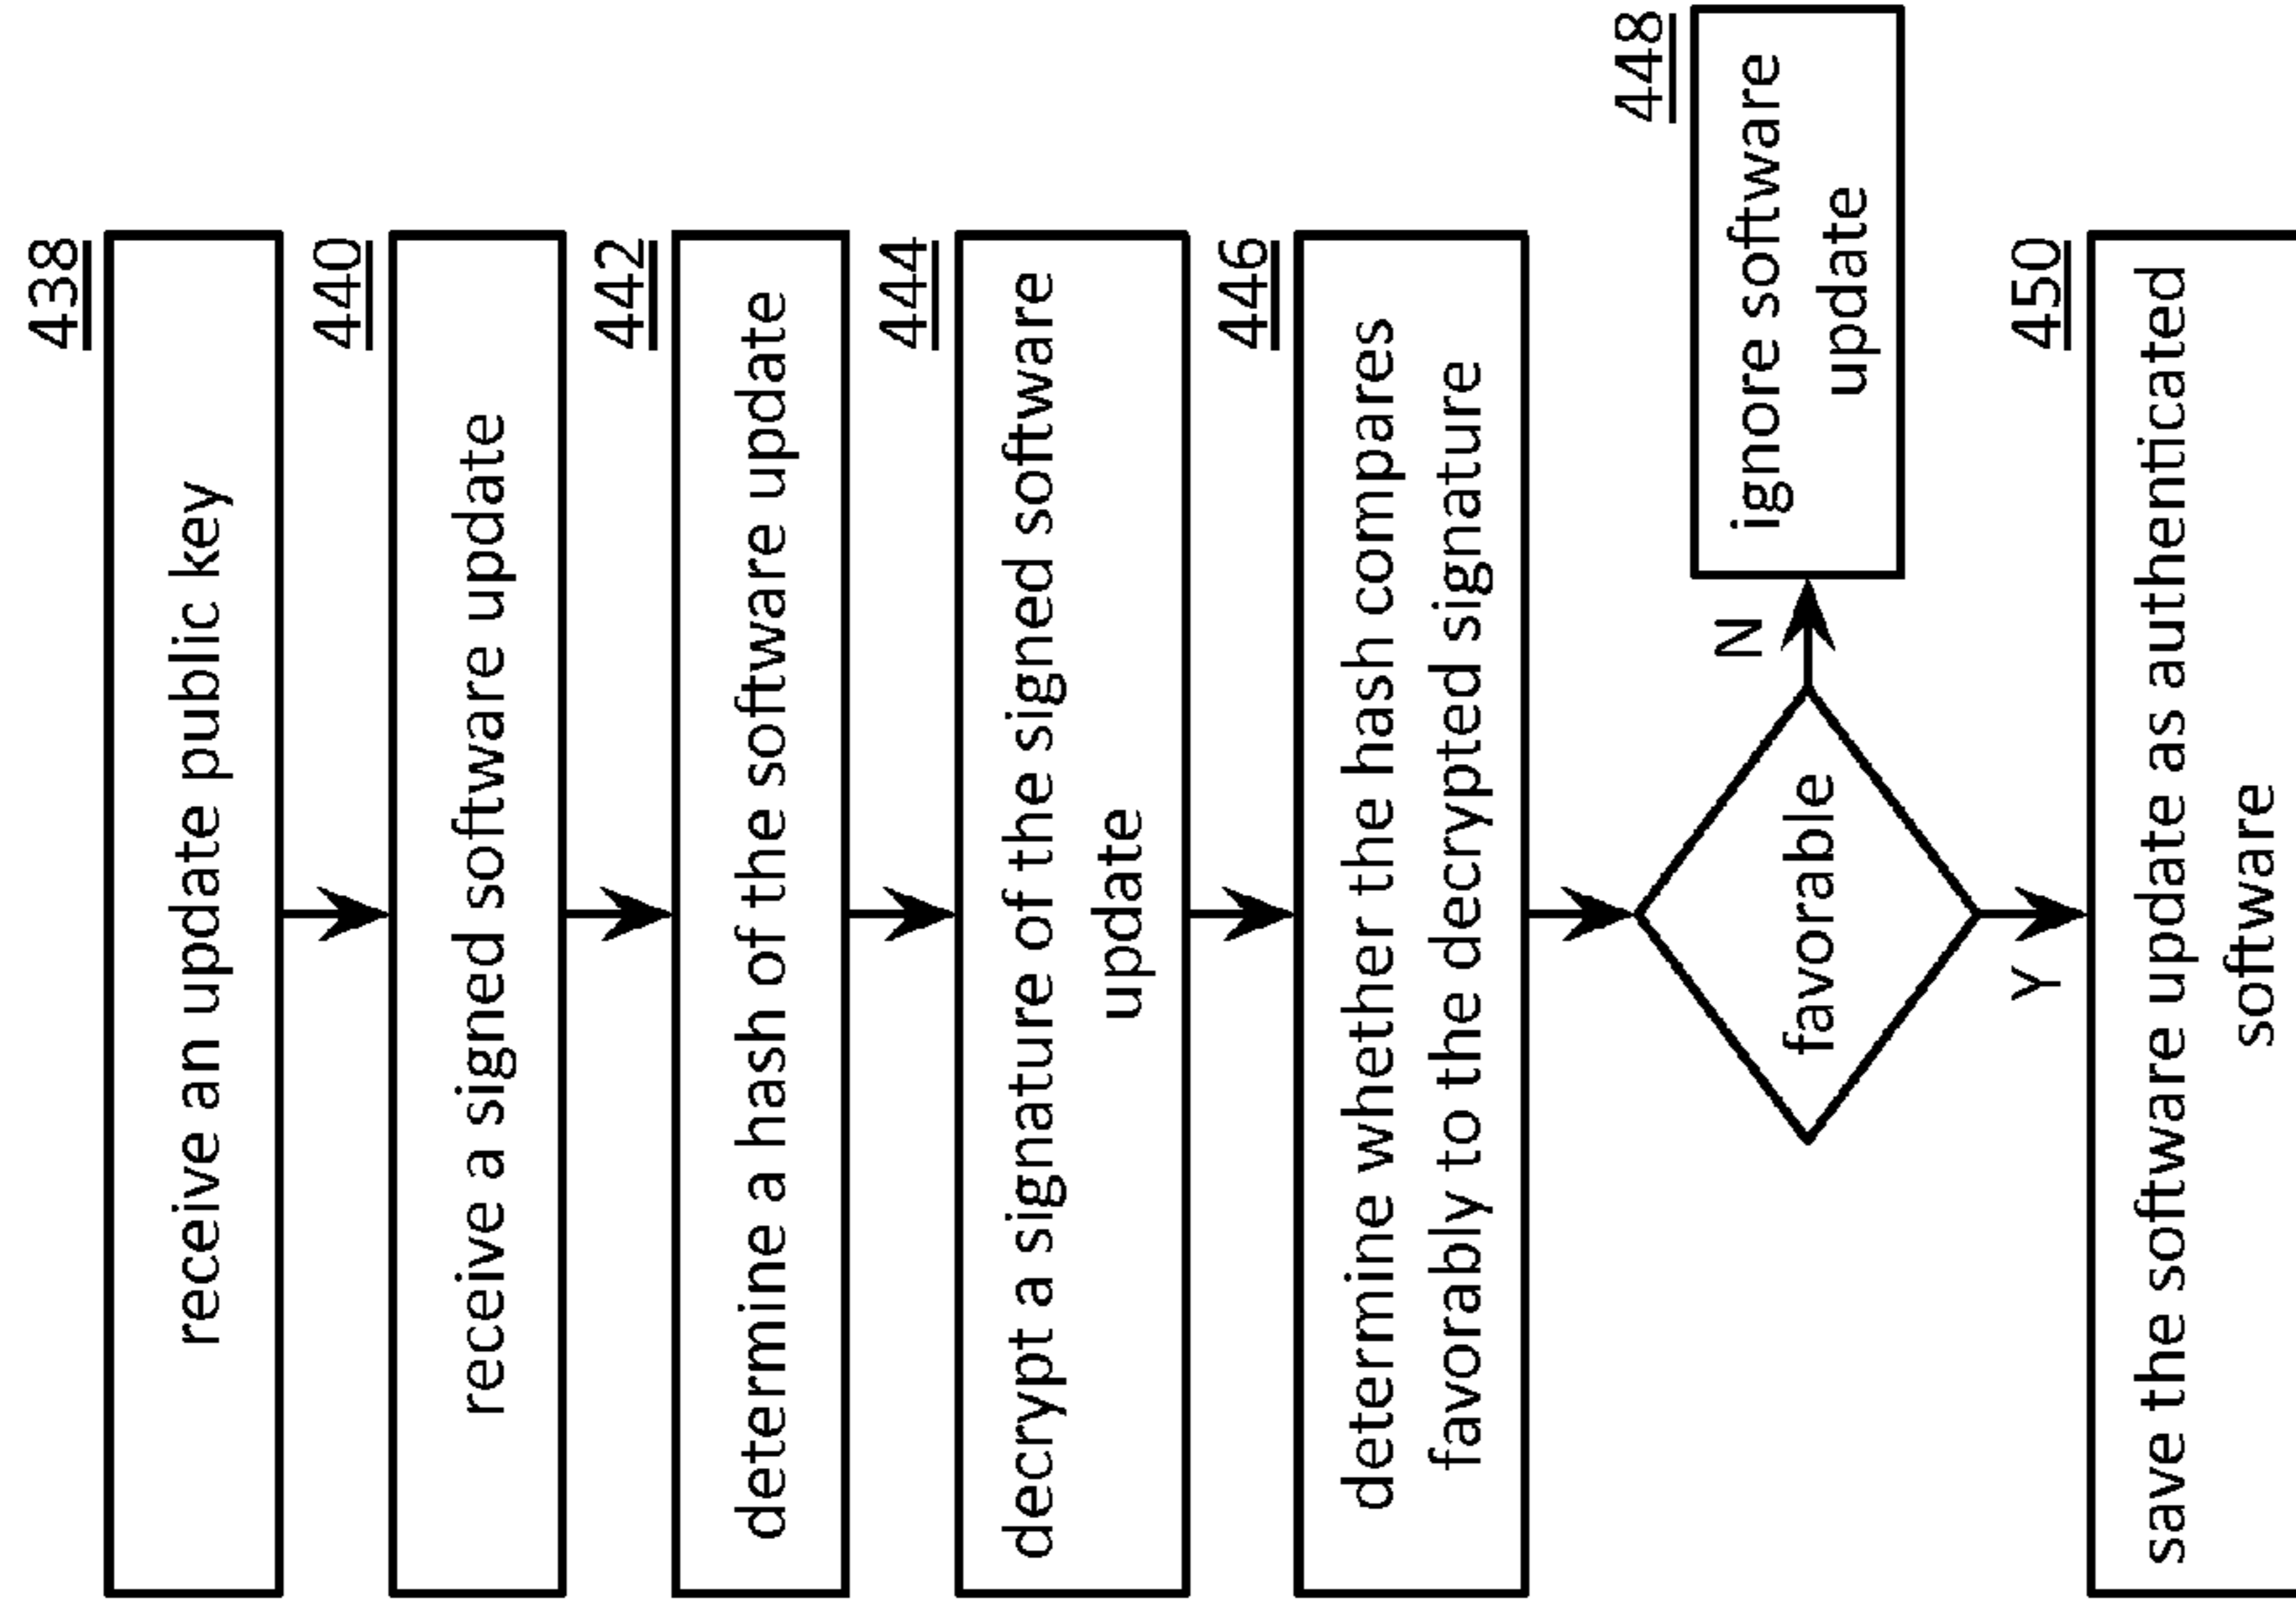 438
receive an update public key
440
receive a signed software update
442
determine a hash of the software update
444
decrypt a signature of the signed software
update
446
determine whether the hash compares
favorably to the decrypted signature
448
ignore software
update
N
favorable
Y
450
save the software update as authenticated
software